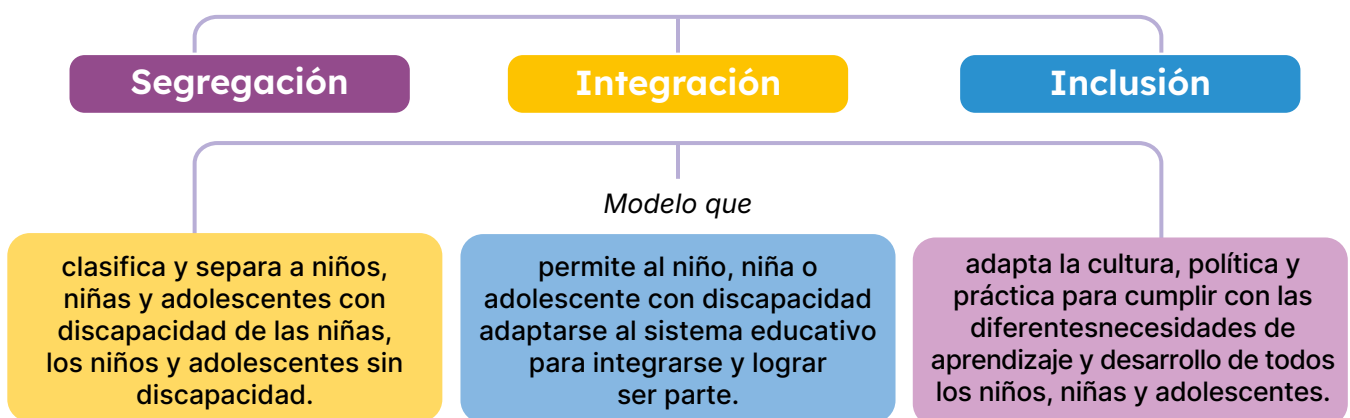 Segregación
Integración
Inclusión
Modelo que
clasifica y separa a niños,
niñas y adolescentes con
discapacidad de las niñas,
los niños y adolescentes sin
discapacidad.
permite al niño, niña o
adolescente con discapacidad
adaptarse al sistema educativo
para integrarse y lograr
ser parte.
adapta la cultura, política y
práctica para cumplir con las
diferentesnecesidades de
aprendizaje y desarrollo de todos
los niños, niñas y adolescentes.